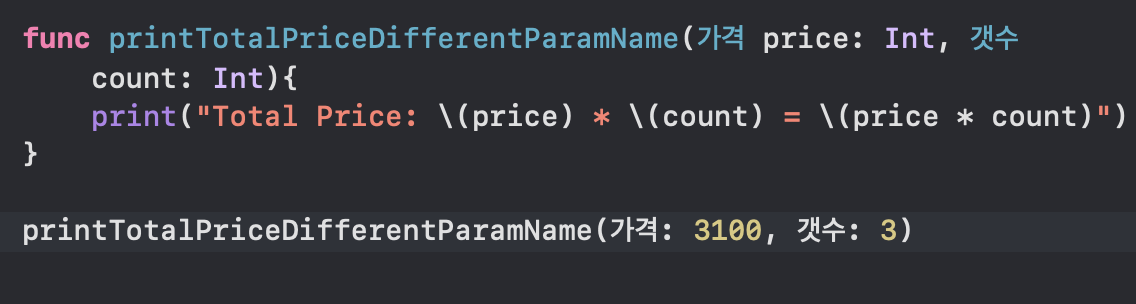 func printTotalPriceDifferentParamName(가격 price: Int, 갯수
count: Int){
print("Total Price: \(price) * \(count) = \(price * count)")
}
printTotalPriceDifferentParamName(가격: 3100, 갯수: 3)